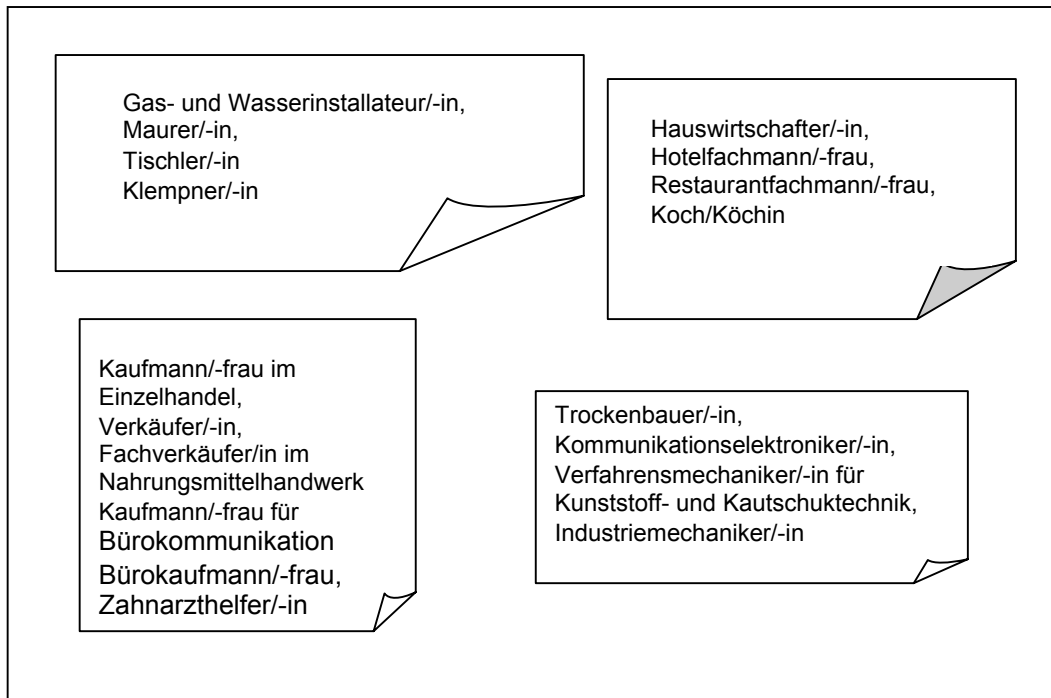 Gas- und Wasserinstallateur/-in,
Maurer/-in,
Tischler/-in
Klempner/-in
Hauswirtschafter/-in,
Hotelfachmann/-frau,
Restaurantfachmann/-frau,
Koch/Köchin
Kaufmann/-frau im
Einzelhandel,
Verkäufer/-in,
Fachverkäufer/in im
Nahrungsmittelhandwerk
Kaufmann/-frau für
Bürokommunikation
Bürokaufmann/-frau,
Zahnarzthelfer/-in
Trockenbauer/-in,
Kommunikationselektroniker/-in,
Verfahrensmechaniker/-in für
Kunststoff- und Kautschuktechnik,
Industriemechaniker/-in